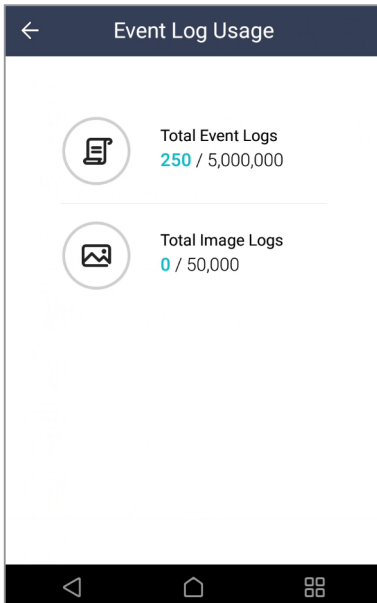 Event Log Usage
Total Event Logs
250 / 5,000,000
Total Image Logs
0 / 50,000